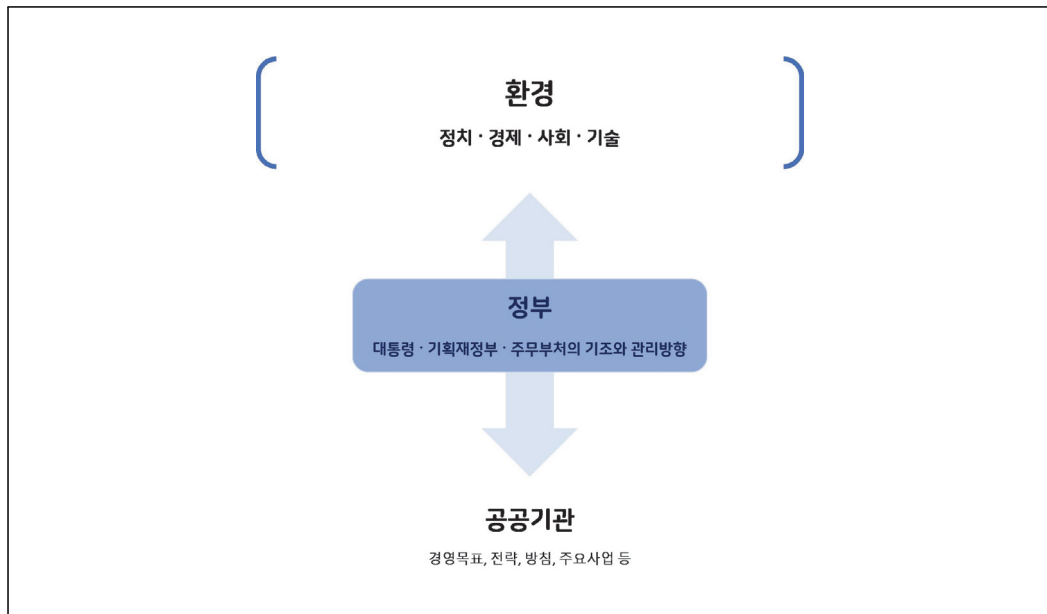 환경
정치 · 경제 · 사회 · 기술
정부
대통령 · 기획재정부 · 주무부처의 기조와 관리방향
공공기관
경영목표, 전략, 방침, 주요사업 등